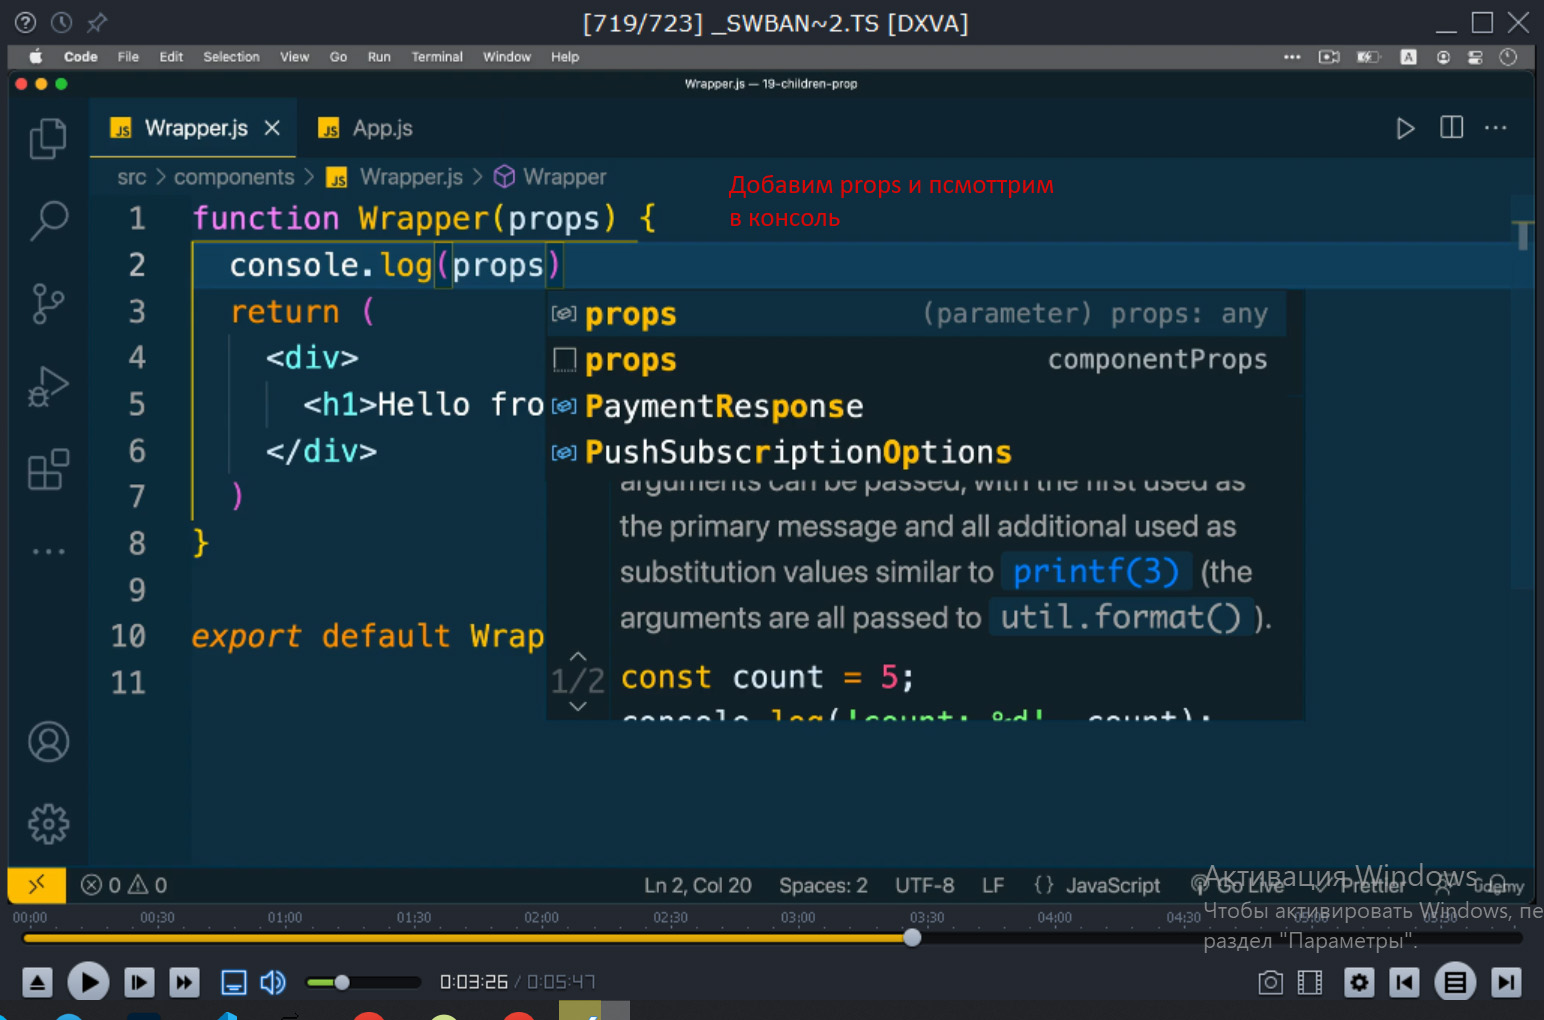 [719/723] _SWBAN~2.TS [DXVA]
Code File Edit Selection View Go Run Terminal Window Help
A
Wrapper.js — 19-children-prop
JS Wrapper.js
JS App.js
src > components > JS Wrapper.js > Wrapper
Добавим props и псмоттрим
в консоль
1 function Wrapper(props) {
2 console.log(props)
3 return (
4 <div>
5 <h1>Hello fro
6 </div>
7 )
8 }
9
10 export default Wrap
11
props (parameter) props: any
props componentProps
PaymentResponse
PushSubscriptionOptions
arguments can be passed, with the first used as
the primary message and all additional used as
substitution values similar to printf(3) (the
arguments are all passed to util.format() ).
1/2
const count = 5;
console.log('count: %d', count);
0 0
Ln 2, Col 20 Spaces: 2 UTF-8 LF {} JavaScript Go Live Prettier
Udemy
Активация Windows
Чтобы активировать Windows, пе
раздел "Параметры".
00:00 00:30 01:00 01:30 02:00 02:30 03:00 03:30 04:00 04:30 05:00 05:30
0:03:26 / 0:05:47